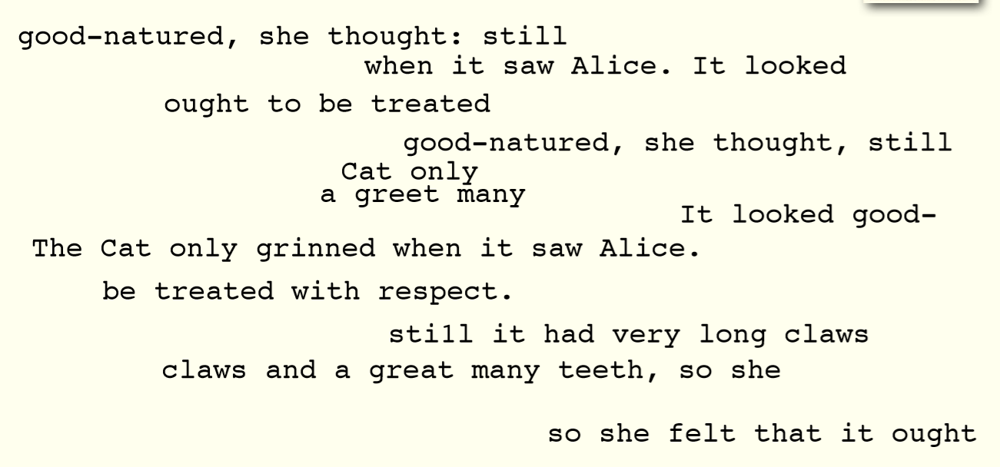 good-natured, she thought: still
when it saw Alice. It looked
ought to be treated
good-natured, she thought, still
Cat only
a greet many
It looked good-
The Cat only grinned when it saw Alice.
be treated with respect.
sti1l it had very long claws
claws and a great many teeth, so she
so she felt that it ought